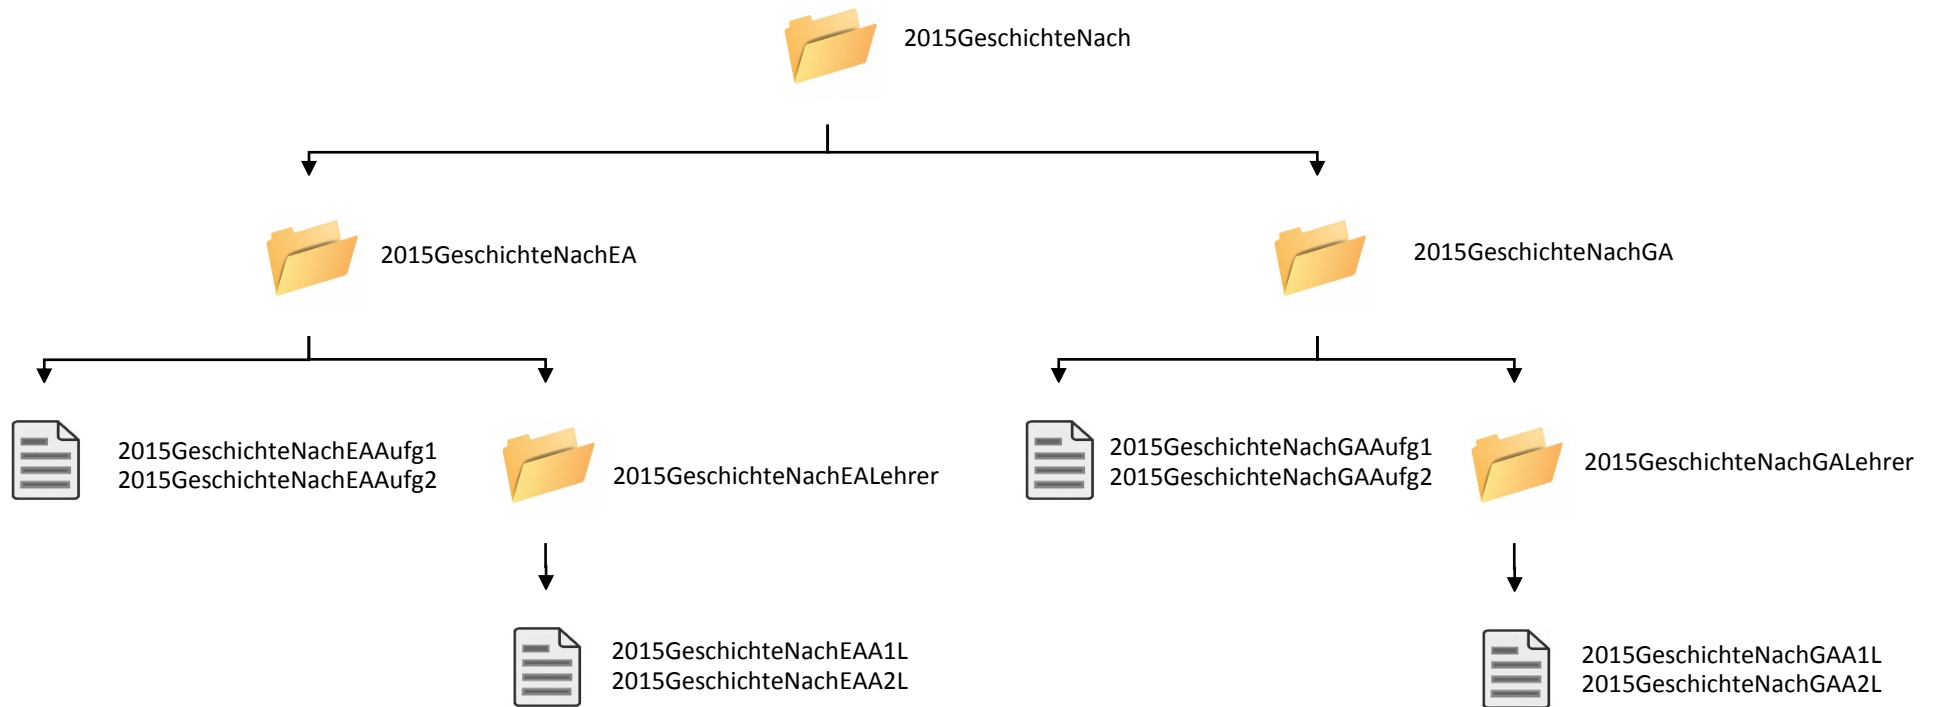 2015GeschichteNach
2015GeschichteNachEA
2015GeschichteNachGA
2015GeschichteNachEAAufg1
2015GeschichteNachEAAufg2
2015GeschichteNachEALehrer
2015GeschichteNachGAAufg1
2015GeschichteNachGAAufg2
2015GeschichteNachGALehrer
2015GeschichteNachEAA1L
2015GeschichteNachEAA2L
2015GeschichteNachGAA1L
2015GeschichteNachGAA2L